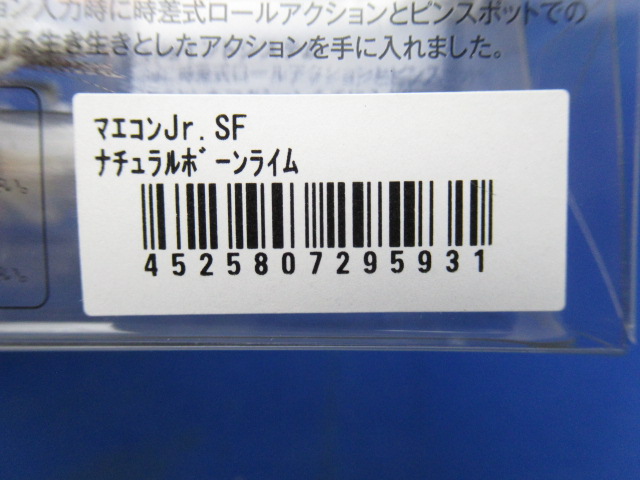 ョン入力時に時差式ロールアクションとピンスポットでの
ける生き生きとしたアクションを手に入れました。
ﾏｴｺﾝJr.SF
ﾅﾁｭﾗﾙﾎﾞｰﾝﾗｲﾑ
4525807295931